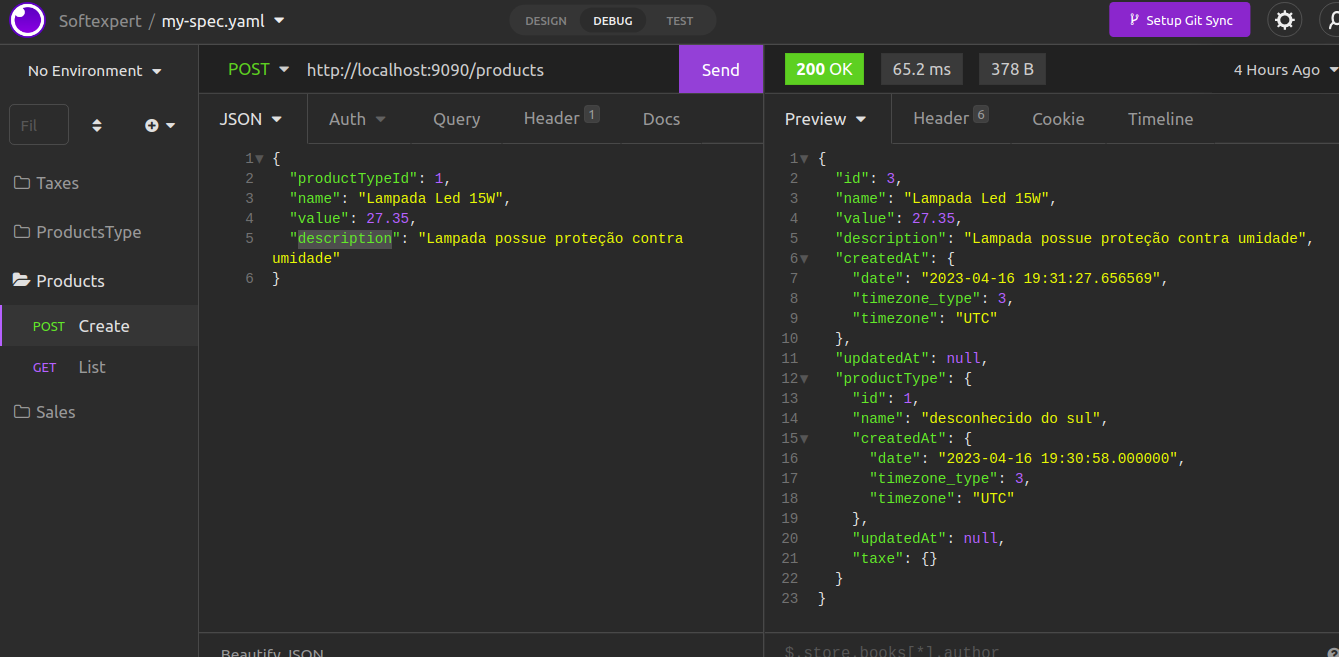 Softexpert / my-spec.yaml
DESIGN DEBUG TEST
Setup Git Sync
No Environment
POST http://localhost:9090/products
Send
200 OK 65.2 ms 378 B
4 Hours Ago
Fil
Taxes
ProductsType
Products
POST Create
GET List
Sales
JSON Auth Query Header 1 Docs
1 {
2 "productTypeId": 1,
3 "name": "Lampada Led 15W",
4 "value": 27.35,
5 "description": "Lampada possue proteção contra
umidade"
6 }
Beautify JSON
Preview Header 6 Cookie Timeline
1 {
2 "id": 3,
3 "name": "Lampada Led 15W",
4 "value": 27.35,
5 "description": "Lampada possue proteção contra umidade",
6 "createdAt": {
7 "date": "2023-04-16 19:31:27.656569",
8 "timezone_type": 3,
9 "timezone": "UTC"
10 },
11 "updatedAt": null,
12 "productType": {
13 "id": 1,
14 "name": "desconhecido do sul",
15 "createdAt": {
16 "date": "2023-04-16 19:30:58.000000",
17 "timezone_type": 3,
18 "timezone": "UTC"
19 },
20 "updatedAt": null,
21 "taxe": {}
22 }
23 }
$.store.books[*].author